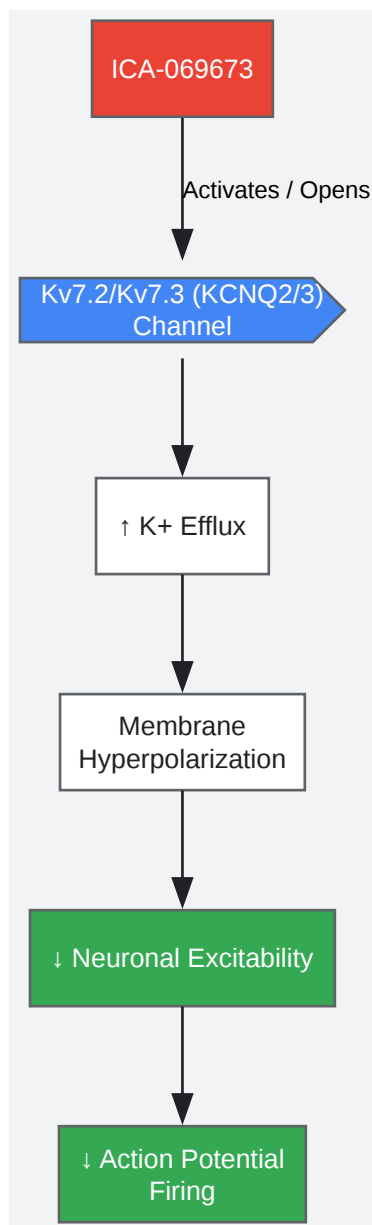 ICA-069673
Activates / Opens
Kv7.2/Kv7.3 (KCNQ2/3)
Channel
↑ K+ Efflux
Membrane
Hyperpolarization
↓ Neuronal Excitability
↓ Action Potential
Firing